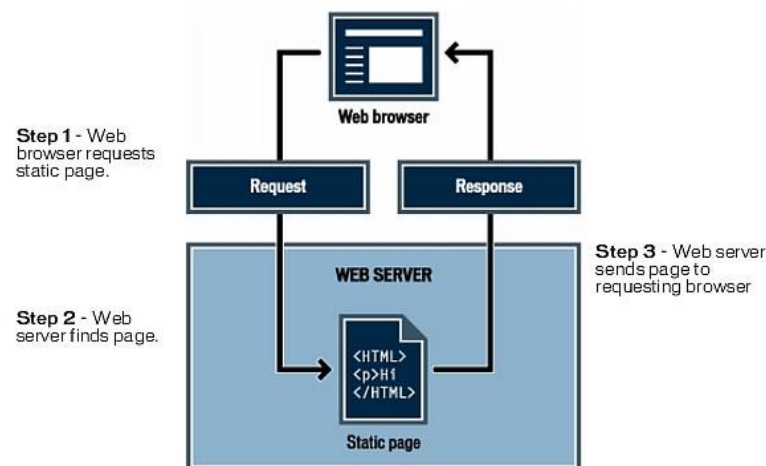 Web browser
Step 1 - Web
browser requests
static page.
Request
Response
WEB SERVER
Step 2 - Web
server finds page.
<HTML>
<p>Hi
</HTML>
Static page
Step 3 - Web server
sends page to
requesting browser